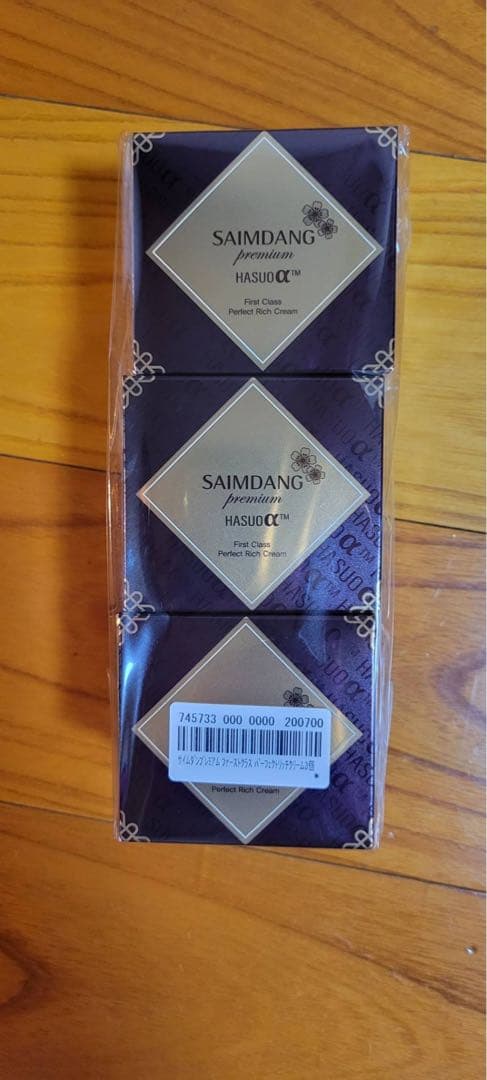 SAIMDANG
premium
HASUOα™
First Class
Perfect Rich Cream
SAIMDANG
premium
HASUOα™
First Class
Perfect Rich Cream
745733 000 0000 200700
サイムダンプレミアム ファーストクラス パーフェクトリッチクリーム3個
*
Perfect Rich Cream